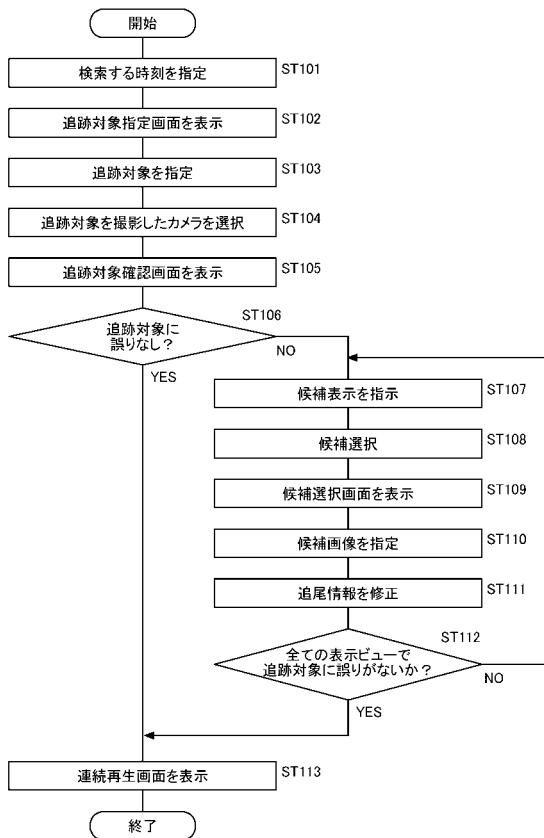 開始
検索する時刻を指定 ST101
追跡対象指定画面を表示 ST102
追跡対象を指定 ST103
追跡対象を撮影したカメラを選択 ST104
追跡対象確認画面を表示 ST105
ST106
追跡対象に
誤りなし？
NO
YES
候補表示を指示 ST107
候補選択 ST108
候補選択画面を表示 ST109
候補画像を指定 ST110
追尾情報を修正 ST111
ST112
全ての表示ビューで
追跡対象に誤りがないか？
NO
YES
連続再生画面を表示 ST113
終了